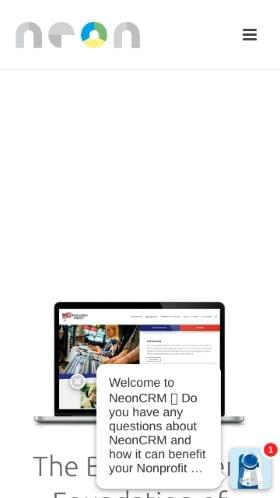 neon
Welcome to
NeonCRM ▯ Do
you have any
questions about
NeonCRM and
how it can benefit
your Nonprofit ...
1
The B
Foundation of